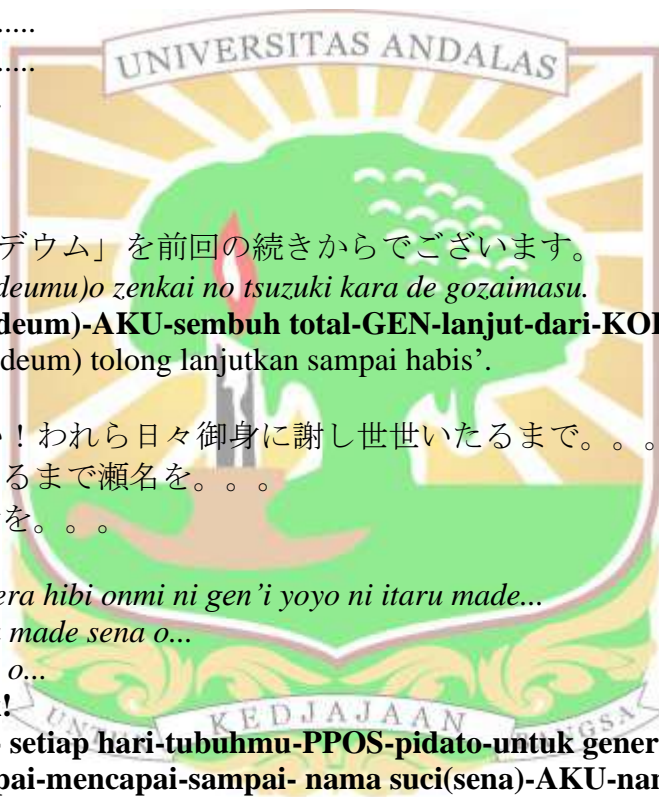 .....
.....
UNIVERSITAS ANDALAS
デウム」を前回の続きからでございます。
deumu)o zenkai no tsuzuki kara de gozaimasu.
deum)-AKU-sembuh total-GEN-lanjut-dari-KO
deum) tolong lanjutkan sampai habis’.
！われら日々御身に謝し世世いたるまで。。。
るまで瀬名を。。。
を。。。
era hibi onmi ni gen’i yoyo ni itaru made...
made sena o...
o...
!
setiap hari-tubuhmu-PPOS-pidato-untuk gener
pai-mencapai-sampai- nama suci(sena)-AKU-nam
UNTUK KEDJAJAAN BANGSA